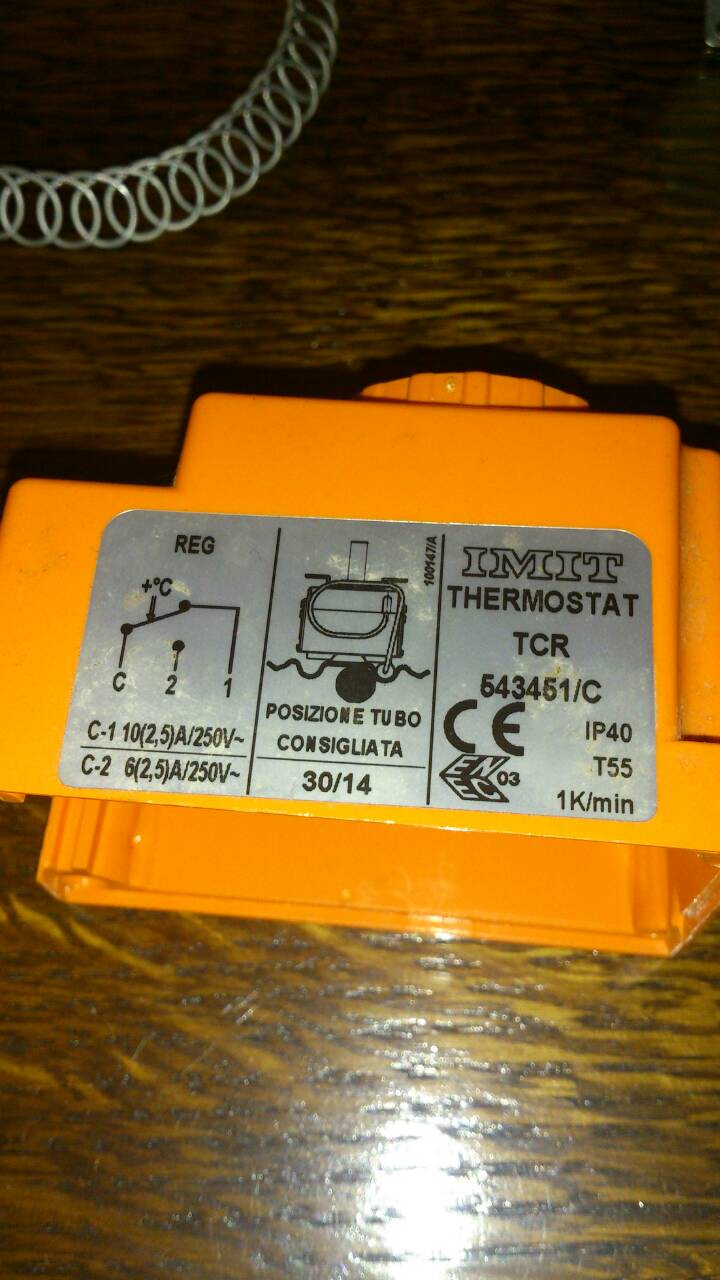 REG
+°C
C 2 1
C-1 10(2,5)A/250V~
C-2 6(2,5)A/250V~
100147/A
POSIZIONE TUBO
CONSIGLIATA
30/14
IMIT
THERMOSTAT
TCR
543451/C
CE IP40
ENEC 03 T55
1K/min